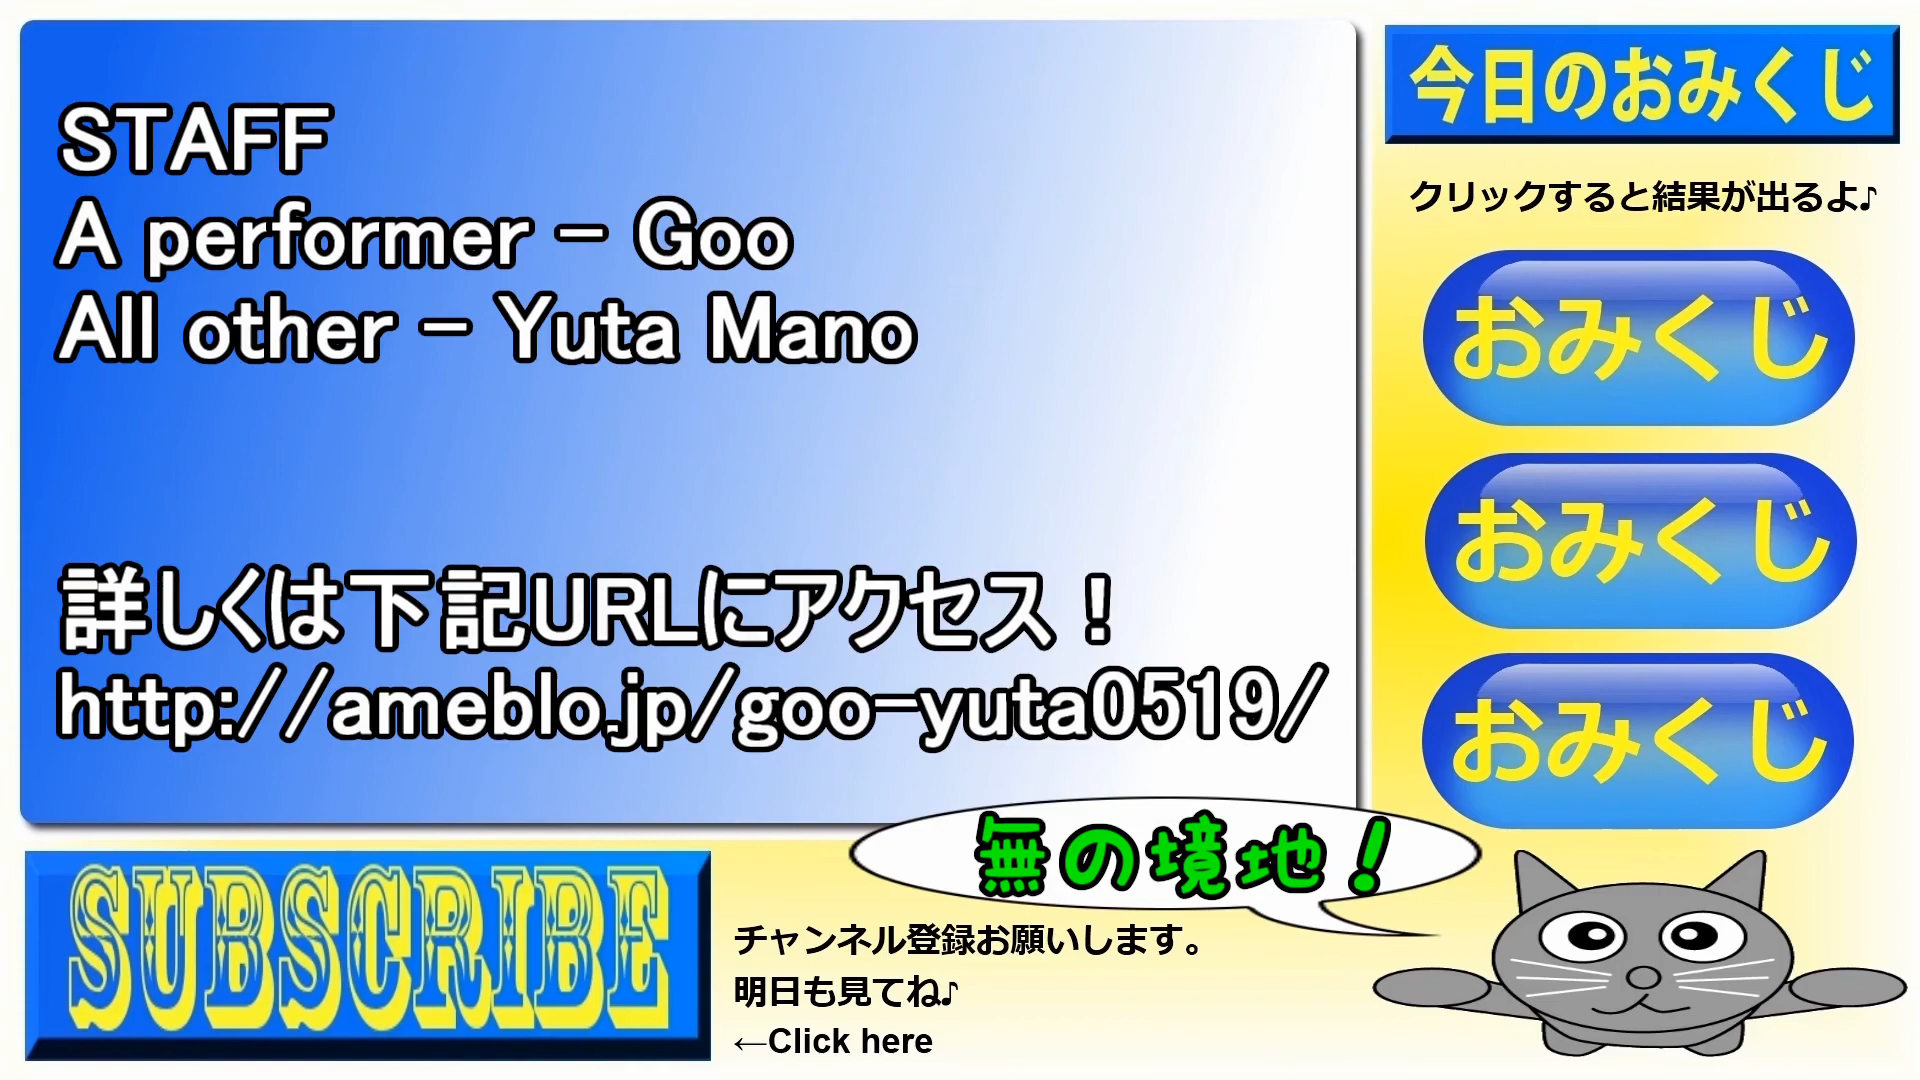 STAFF
A performer - Goo
All other - Yuta Mano
詳しくは下記URLにアクセス！
http://ameblo.jp/goo-yuta0519/
今日のおみくじ
クリックすると結果が出るよ♪
おみくじ
おみくじ
おみくじ
無の境地！
SUBSCRIBE
チャンネル登録お願いします。
明日も見てね♪
←Click here